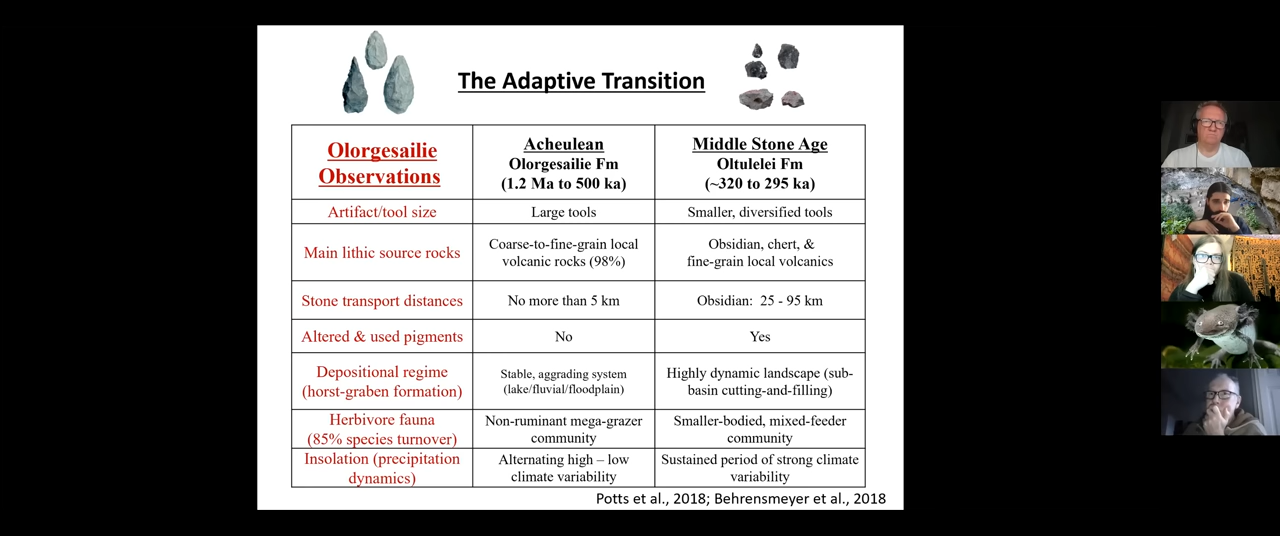 The Adaptive Transition
Olorgesailie
Observations
Acheulean
Olorgesailie Fm
(1.2 Ma to 500 ka)
Middle Stone Age
Oltulelei Fm
(~320 to 295 ka)
Artifact/tool size
Large tools
Smaller, diversified tools
Main lithic source rocks
Coarse-to-fine-grain local
volcanic rocks (98%)
Obsidian, chert, &
fine-grain local volcanics
Stone transport distances
No more than 5 km
Obsidian: 25 - 95 km
Altered & used pigments
No
Yes
Depositional regime
(horst-graben formation)
Stable, aggrading system
(lake/fluvial/floodplain)
Highly dynamic landscape (sub-
basin cutting-and-filling)
Herbivore fauna
(85% species turnover)
Non-ruminant mega-grazer
community
Smaller-bodied, mixed-feeder
community
Insolation (precipitation
dynamics)
Alternating high – low
climate variability
Sustained period of strong climate
variability
Potts et al., 2018; Behrensmeyer et al., 2018